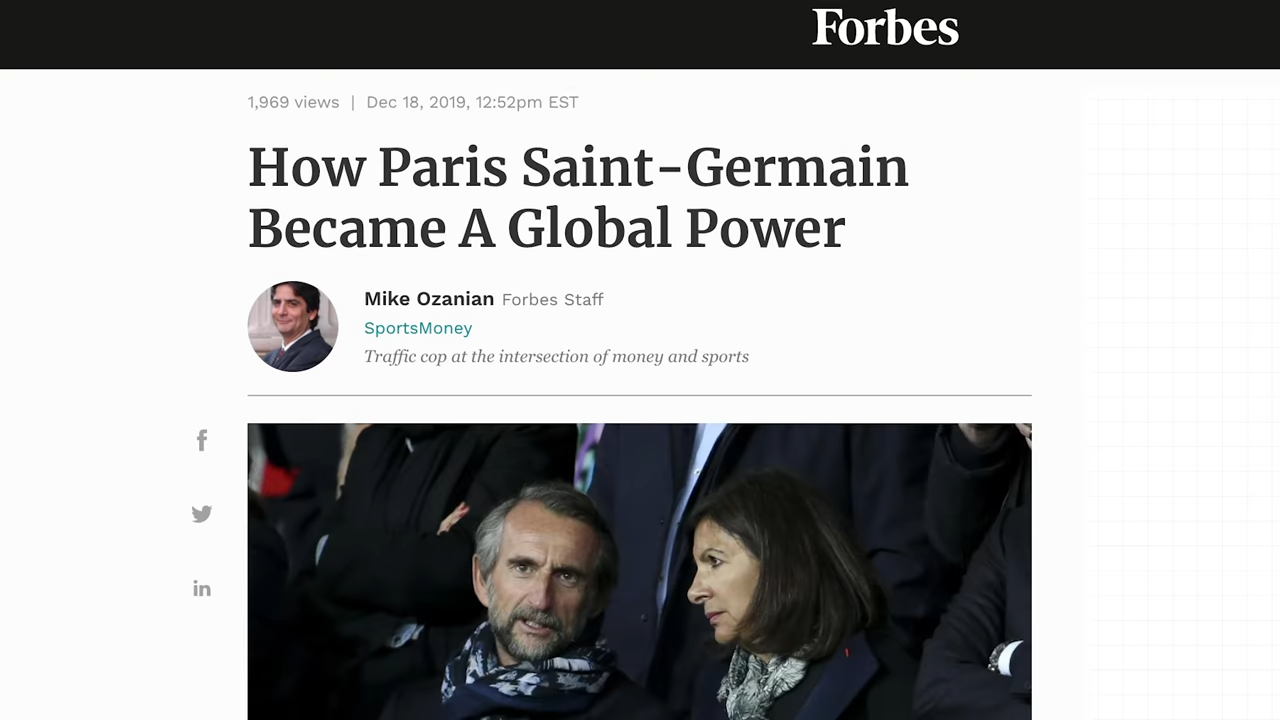 Forbes
1,969 views | Dec 18, 2019, 12:52pm EST
How Paris Saint-Germain
Became A Global Power
Mike Ozanian Forbes Staff
SportsMoney
Traffic cop at the intersection of money and sports